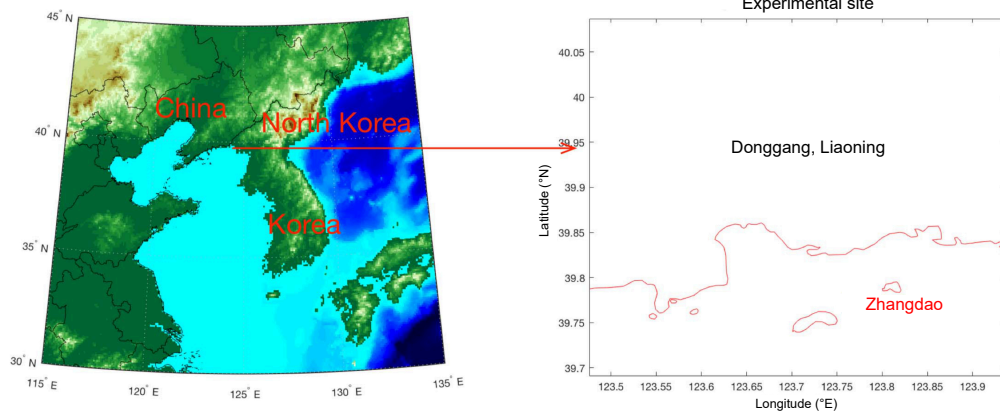 45° N
40° N
35° N
30° N
115° E
120° E
125° E
130° E
135° E
China
North Korea
Korea
Experimental site
40.05
40
39.95
39.9
39.85
39.8
39.75
39.7
Latitude (°N)
Donggang, Liaoning
Zhangdao
123.5
123.55
123.6
123.65
123.7
123.75
123.8
123.85
123.9
Longitude (°E)